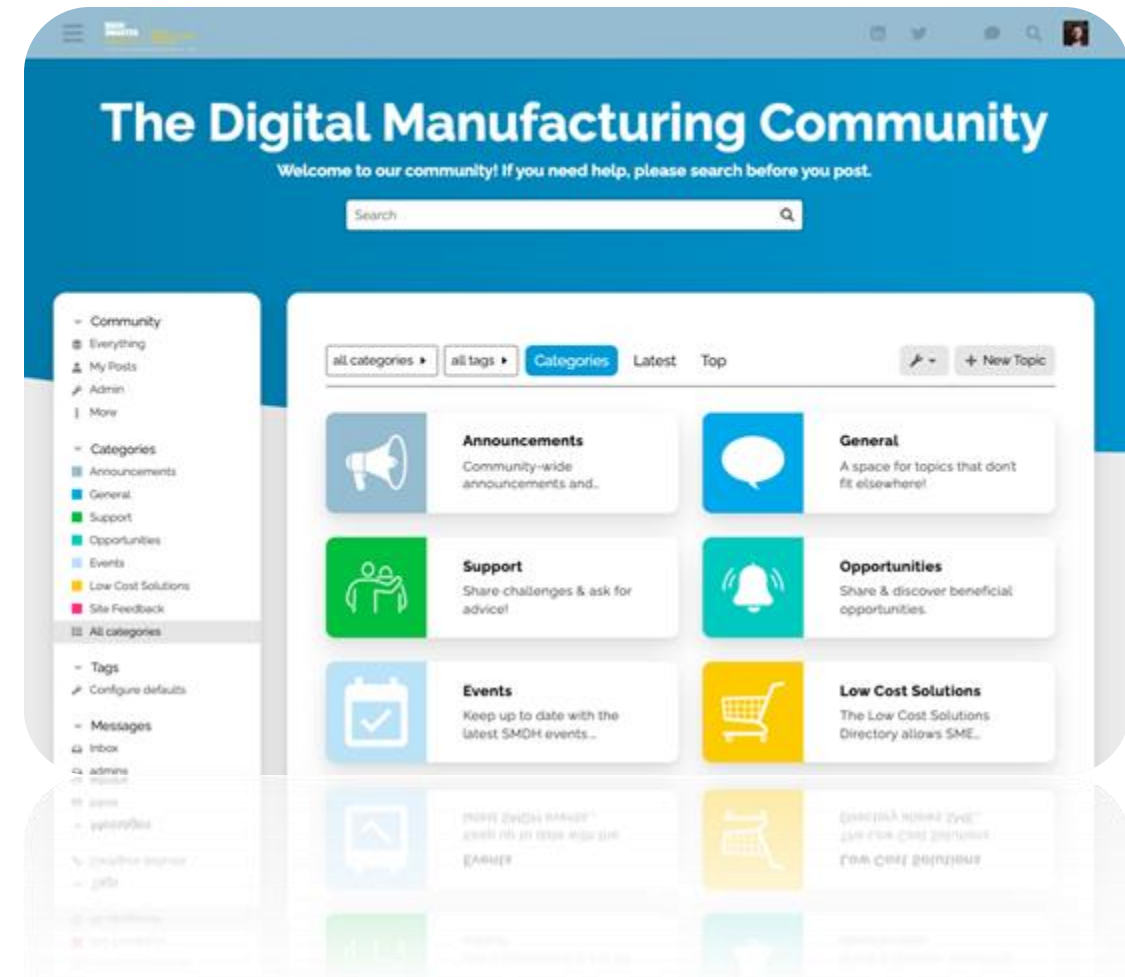 The Digital Manufacturing Community
Welcome to our community! If you need help, please search before you post.
Search
Community
Everything
My Posts
Admin
More
Categories
Announcements
General
Support
Opportunities
Events
Low Cost Solutions
Site Feedback
All categories
Tags
Configure defaults
Messages
Inbox
admins
all categories
all tags
Categories
Latest
Top
+ New Topic
Announcements
Community-wide
announcements and..
General
A space for topics that don't
fit elsewhere!
Support
Share challenges & ask for
advice!
Opportunities
Share & discover beneficial
opportunities.
Events
Keep up to date with the
latest SMDH events...
Low Cost Solutions
The Low Cost Solutions
Directory allows SME...